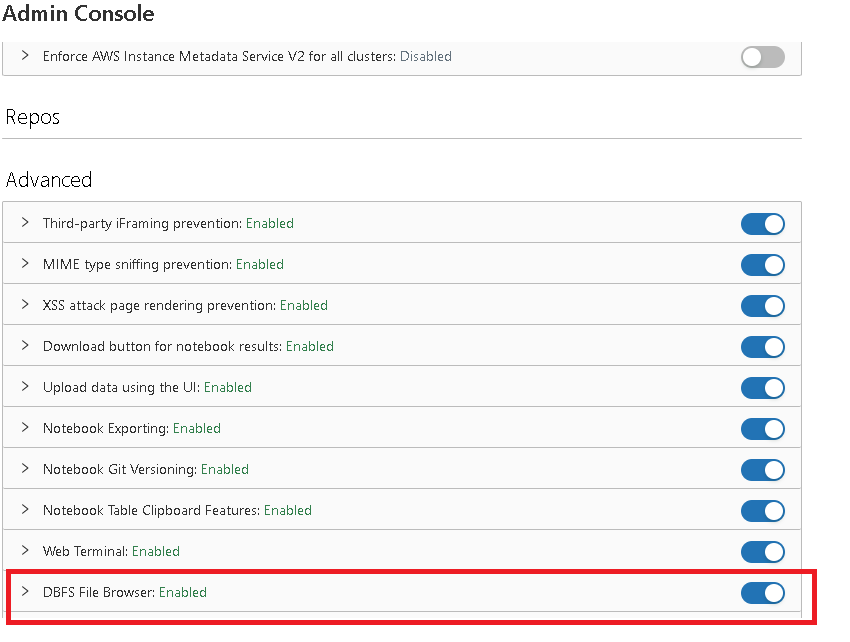 Admin Console
Enforce AWS Instance Metadata Service V2 for all clusters: Disabled
Repos
Advanced
Third-party iFraming prevention: Enabled
MIME type sniffing prevention: Enabled
XSS attack page rendering prevention: Enabled
Download button for notebook results: Enabled
Upload data using the UI: Enabled
Notebook Exporting: Enabled
Notebook Git Versioning: Enabled
Notebook Table Clipboard Features: Enabled
Web Terminal: Enabled
DBFS File Browser: Enabled